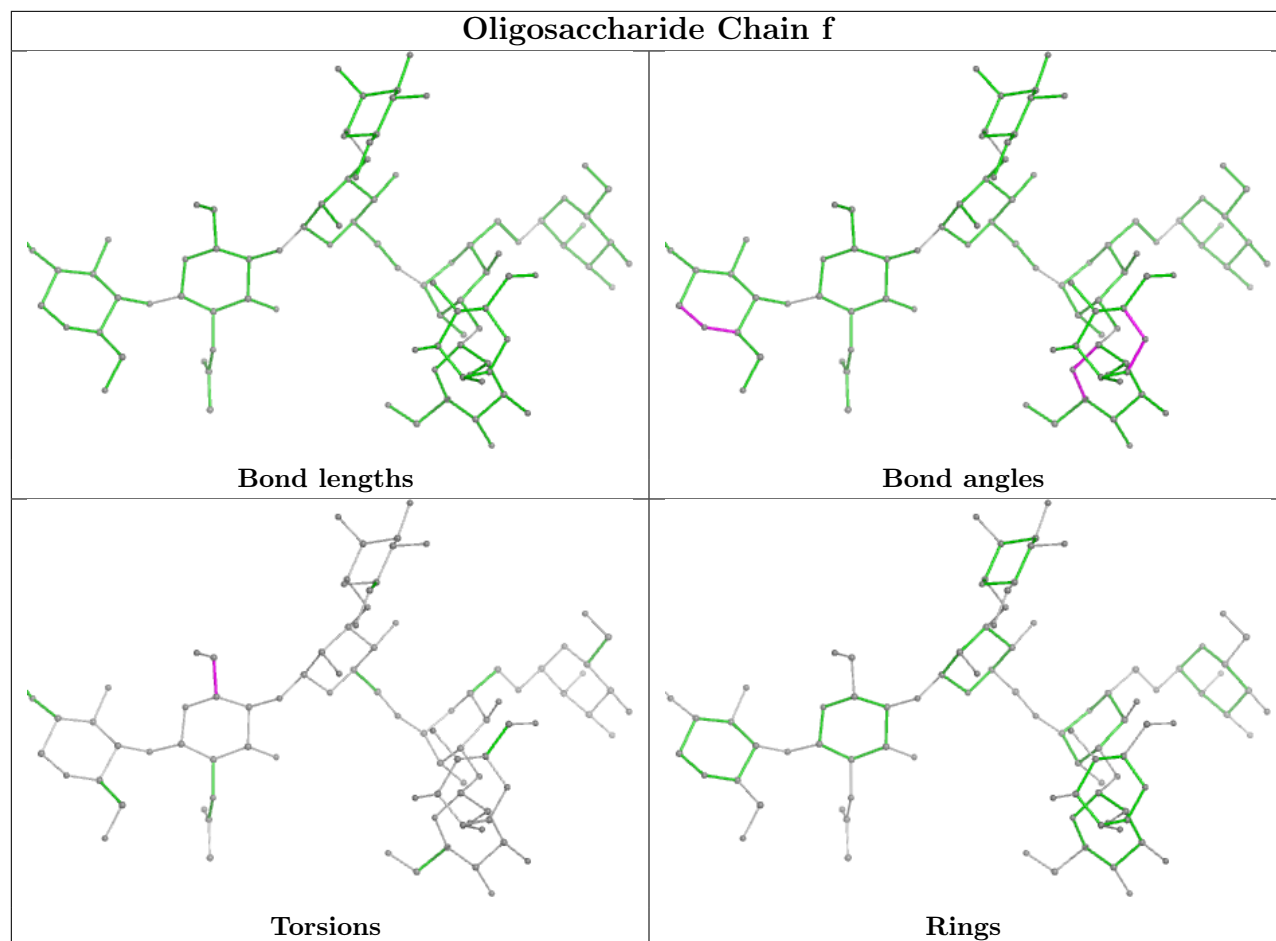 Oligosaccharide Chain f
Bond lengths
Bond angles
Torsions
Rings